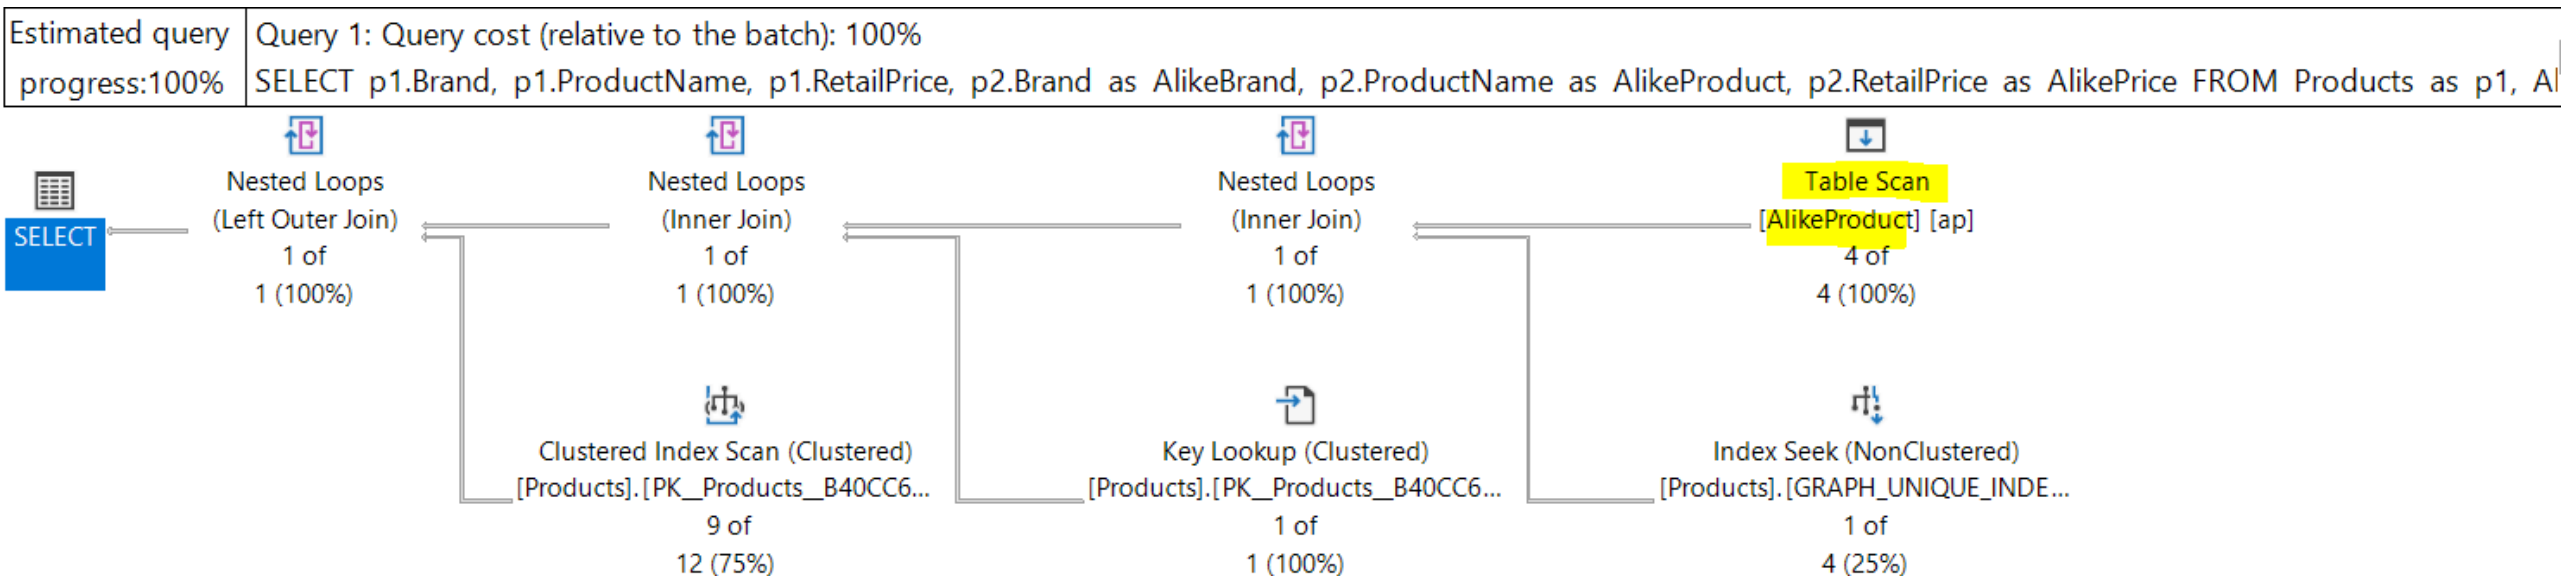 Estimated query
progress:100%
Query 1: Query cost (relative to the batch): 100%
SELECT p1.Brand, p1.ProductName, p1.RetailPrice, p2.Brand as AlikeBrand, p2.ProductName as AlikeProduct, p2.RetailPrice as AlikePrice FROM Products as p1, Al
SELECT
Nested Loops
(Left Outer Join)
1 of
1 (100%)
Nested Loops
(Inner Join)
1 of
1 (100%)
Nested Loops
(Inner Join)
1 of
1 (100%)
Table Scan
[AlikeProduct] [ap]
4 of
4 (100%)
Clustered Index Scan (Clustered)
[Products].[PK__Products__B40CC6...
9 of
12 (75%)
Key Lookup (Clustered)
[Products].[PK__Products__B40CC6...
1 of
1 (100%)
Index Seek (NonClustered)
[Products].[GRAPH_UNIQUE_INDE...
1 of
4 (25%)